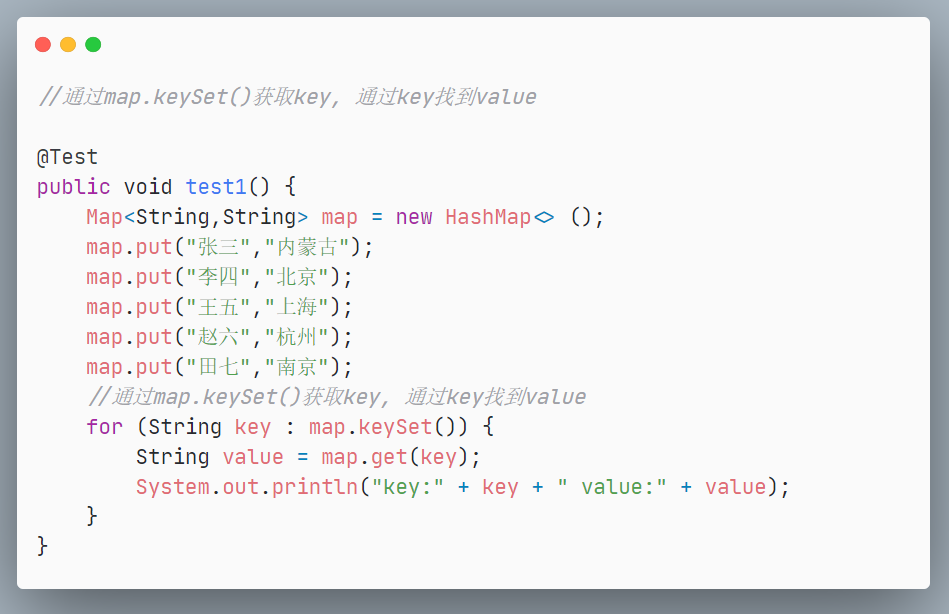 //通过map.keySet()获取key, 通过key找到value
@Test
public void test1() {
    Map<String,String> map = new HashMap<> ();
    map.put("张三","内蒙古");
    map.put("李四","北京");
    map.put("王五","上海");
    map.put("赵六","杭州");
    map.put("田七","南京");
    //通过map.keySet()获取key, 通过key找到value
    for (String key : map.keySet()) {
        String value = map.get(key);
        System.out.println("key:" + key + " value:" + value);
    }
}